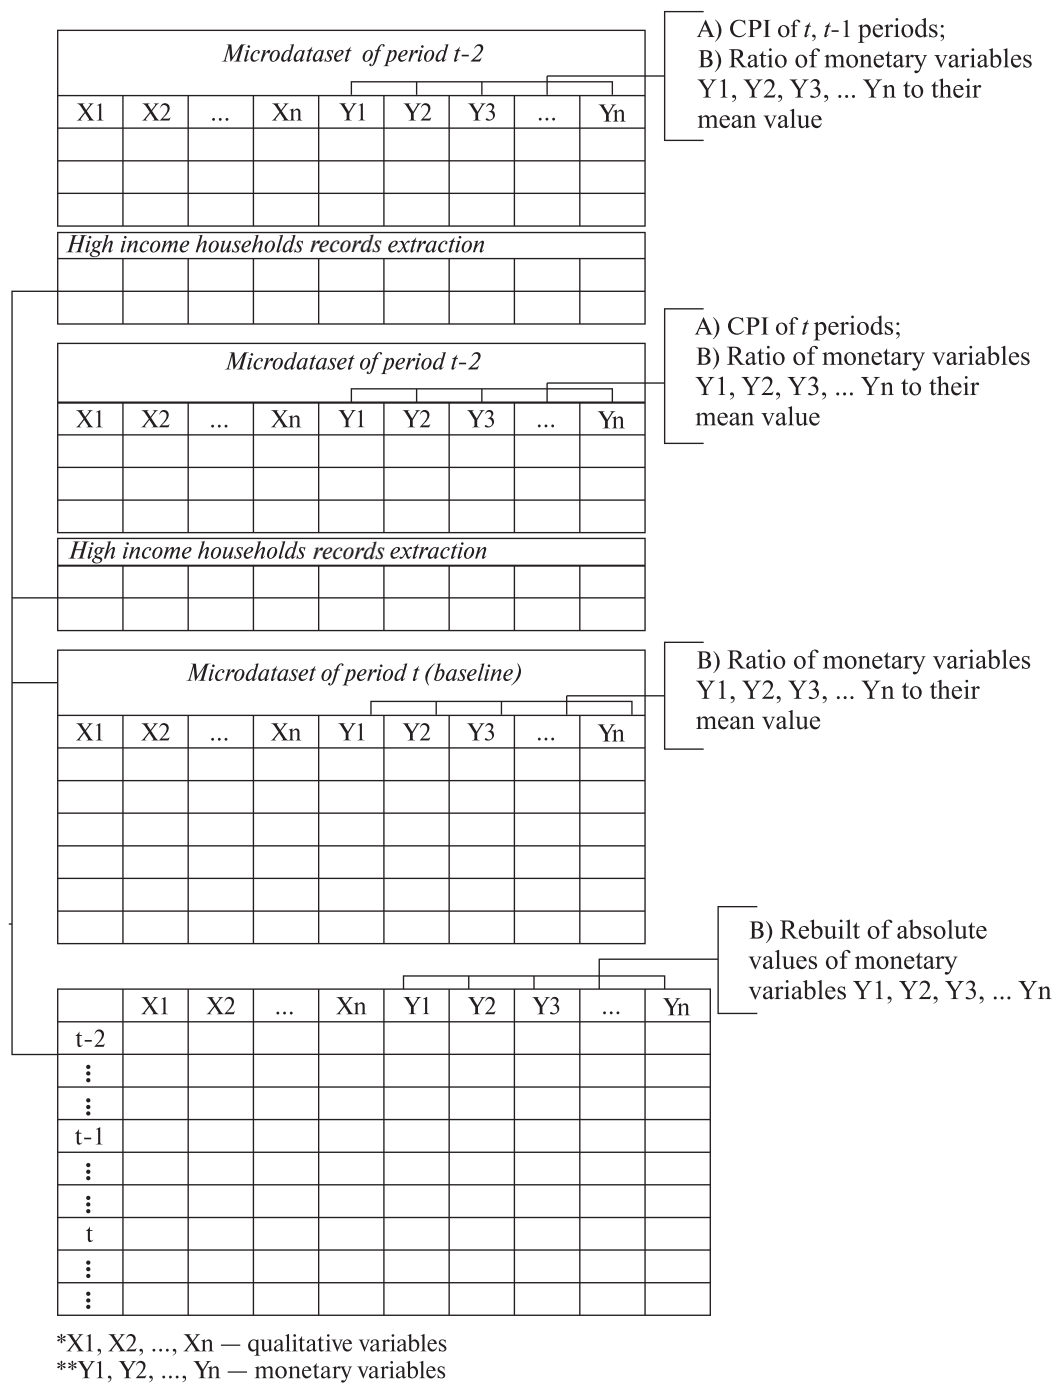 Microdataset of period t-2
A) CPI of t, t-1 periods;
B) Ratio of monetary variables
Y1, Y2, Y3, ... Yn to their
mean value
X1 X2 ... Xn Y1 Y2 Y3 ... Yn
High income households records extraction
Microdataset of period t-2
A) CPI of t periods;
B) Ratio of monetary variables
Y1, Y2, Y3, ... Yn to their
mean value
X1 X2 ... Xn Y1 Y2 Y3 ... Yn
High income households records extraction
Microdataset of period t (baseline)
B) Ratio of monetary variables
Y1, Y2, Y3, ... Yn to their
mean value
X1 X2 ... Xn Y1 Y2 Y3 ... Yn
B) Rebuilt of absolute
values of monetary
variables Y1, Y2, Y3, ... Yn
X1 X2 ... Xn Y1 Y2 Y3 ... Yn
t-2
⋮
⋮
t-1
⋮
⋮
t
⋮
⋮
*X1, X2, ..., Xn — qualitative variables
**Y1, Y2, ..., Yn — monetary variables